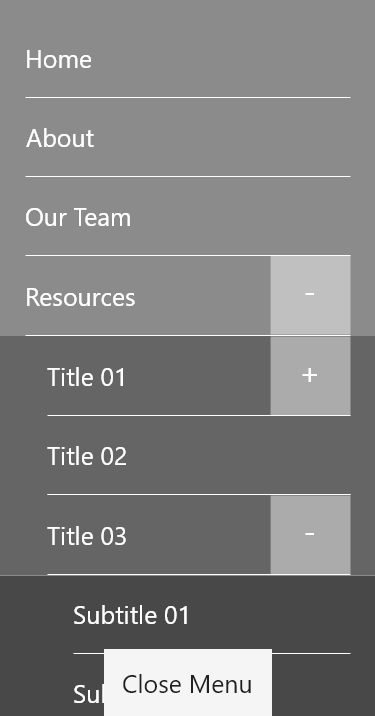 Home
About
Our Team
Resources -
Title 01 +
Title 02
Title 03 -
Subtitle 01
Close Menu